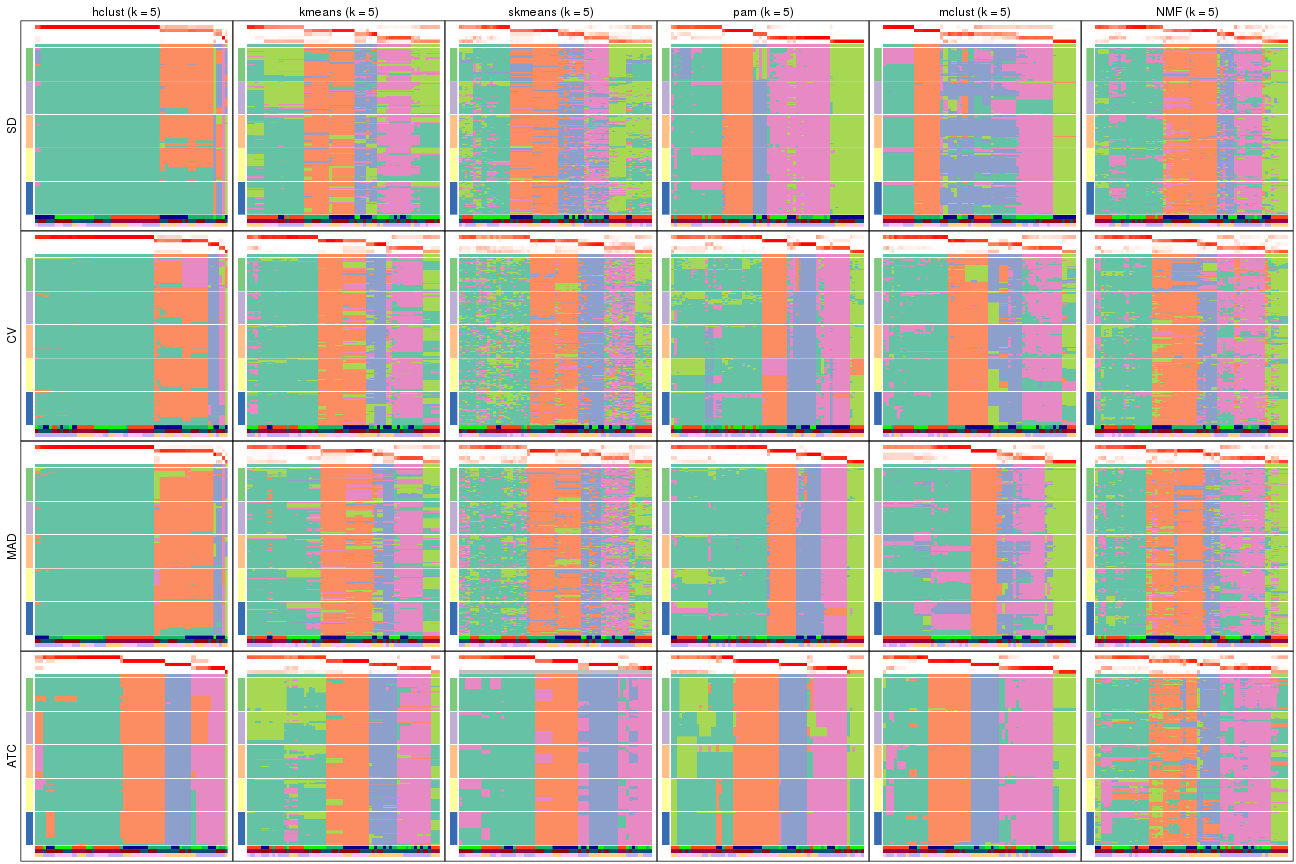 hclust (k = 5)
kmeans (k = 5)
skmeans (k = 5)
pam (k = 5)
mclust (k = 5)
NMF (k = 5)
SD
CV
MAD
ATC